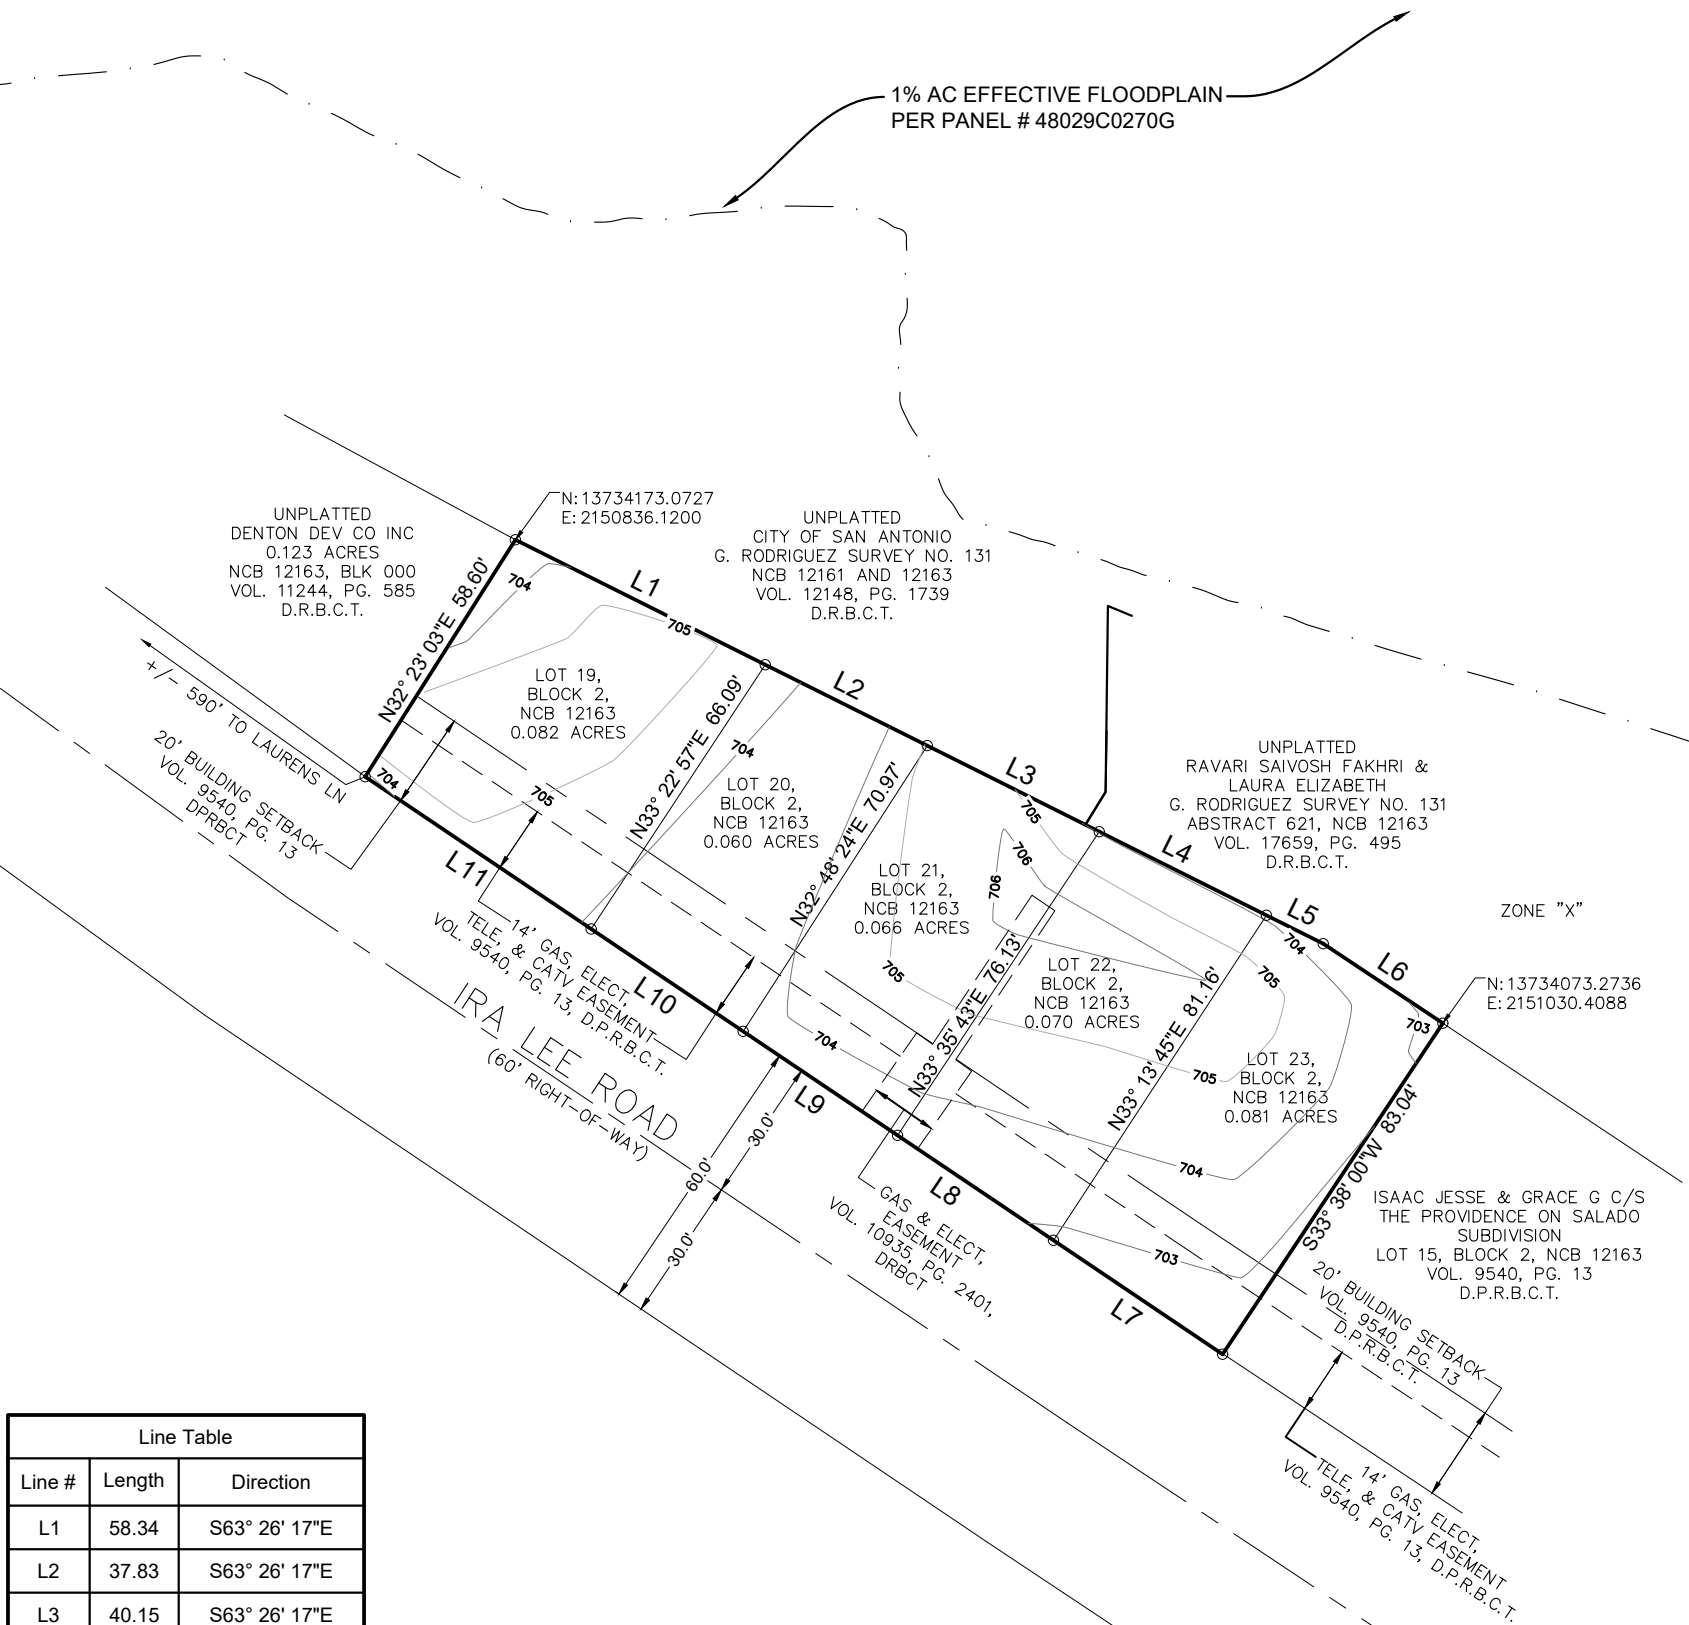 1% AC EFFECTIVE FLOODPLAIN
PER PANEL # 48029C0270G
N:13734173.0727
E:2150836.1200
UNPLATTED
DENTON DEV CO INC
0.123 ACRES
NCB 12163, BLK 000
VOL. 11244, PG. 585
D.R.B.C.T.
UNPLATTED
CITY OF SAN ANTONIO
G. RODRIGUEZ SURVEY NO. 131
NCB 12161 AND 12163
VOL. 12148, PG. 1739
D.R.B.C.T.
704
L1
705
N32° 23' 03"E 58.60'
LOT 19,
BLOCK 2,
NCB 12163
0.082 ACRES
+/- 590' TO LAURENS LN
20' BUILDING SETBACK
VOL. 9540, PG. 13
DPRBCT
704
705
N33° 22' 57"E 66.09'
L2
704
LOT 20,
BLOCK 2,
NCB 12163
0.060 ACRES
N32° 48' 24"E 70.97'
L3
705
UNPLATTED
RAVARI SAIVOSH FAKHRI &
LAURA ELIZABETH
G. RODRIGUEZ SURVEY NO. 131
ABSTRACT 621, NCB 12163
VOL. 17659, PG. 495
D.R.B.C.T.
L4
706
706
LOT 21,
BLOCK 2,
NCB 12163
0.066 ACRES
705
L11
14' GAS, ELECT,
TELE, & CATV EASEMENT
VOL. 9540, PG. 13, D.P.R.B.C.T.
L10
L5
704
ZONE "X"
L6
N:13734073.2736
E:2151030.4088
703
N33° 35' 43"E 76.13'
LOT 22,
BLOCK 2,
NCB 12163
0.070 ACRES
705
N33° 13' 45"E 81.16'
IRA LEE ROAD
(60' RIGHT-OF-WAY)
704
705
LOT 23,
BLOCK 2,
NCB 12163
0.081 ACRES
L9
30.0'
60.0'
30.0'
704
L8
GAS & ELECT,
EASEMENT
VOL. 10935, PG. 2401,
DRBCT
703
S33° 38' 00"W 83.04'
ISAAC JESSE & GRACE G C/S
THE PROVIDENCE ON SALADO
SUBDIVISION
LOT 15, BLOCK 2, NCB 12163
VOL. 9540, PG. 13
D.P.R.B.C.T.
L7
20' BUILDING SETBACK
VOL. 9540, PG. 13
D.P.R.B.C.T.
14' GAS, ELECT,
TELE, & CATV EASEMENT
VOL. 9540, PG. 13, D.P.R.B.C.T.
Line Table
Line # Length Direction
L1 58.34 S63° 26' 17"E
L2 37.83 S63° 26' 17"E
L3 40.15 S63° 26' 17"E